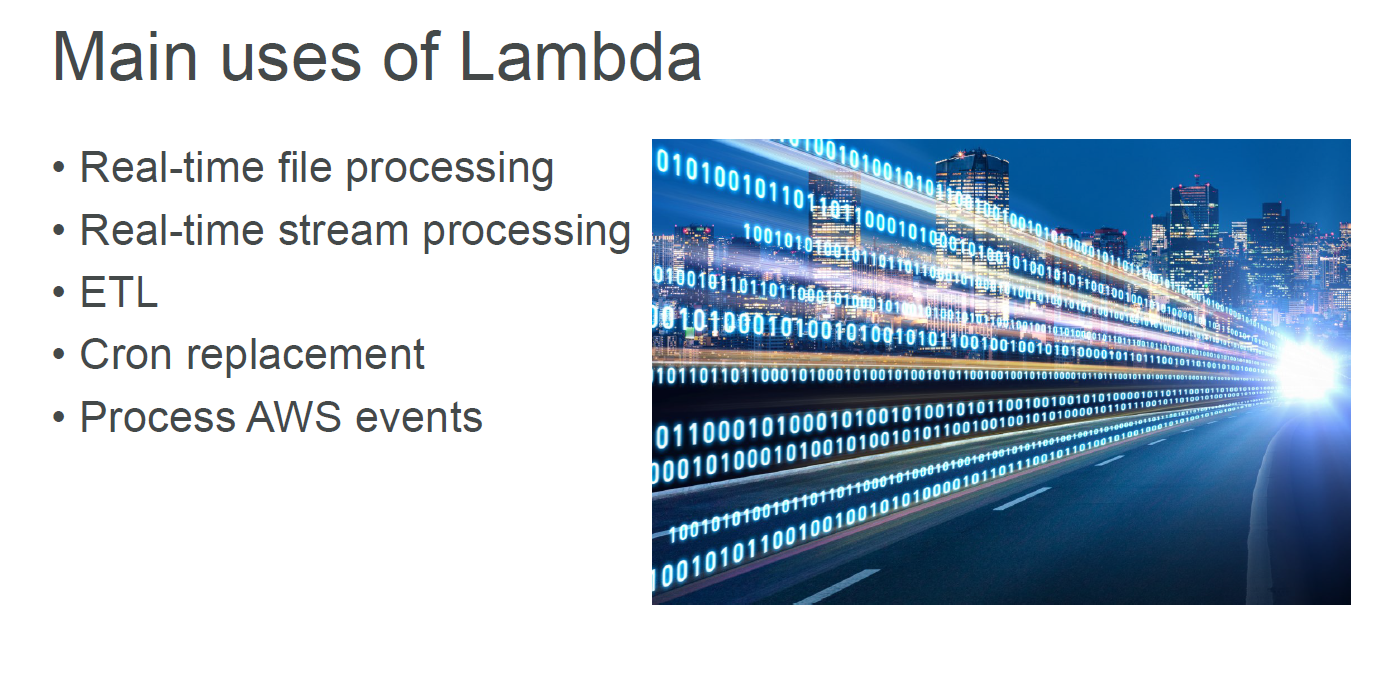 Main uses of Lambda
• Real-time file processing
• Real-time stream processing
• ETL
• Cron replacement
• Process AWS events